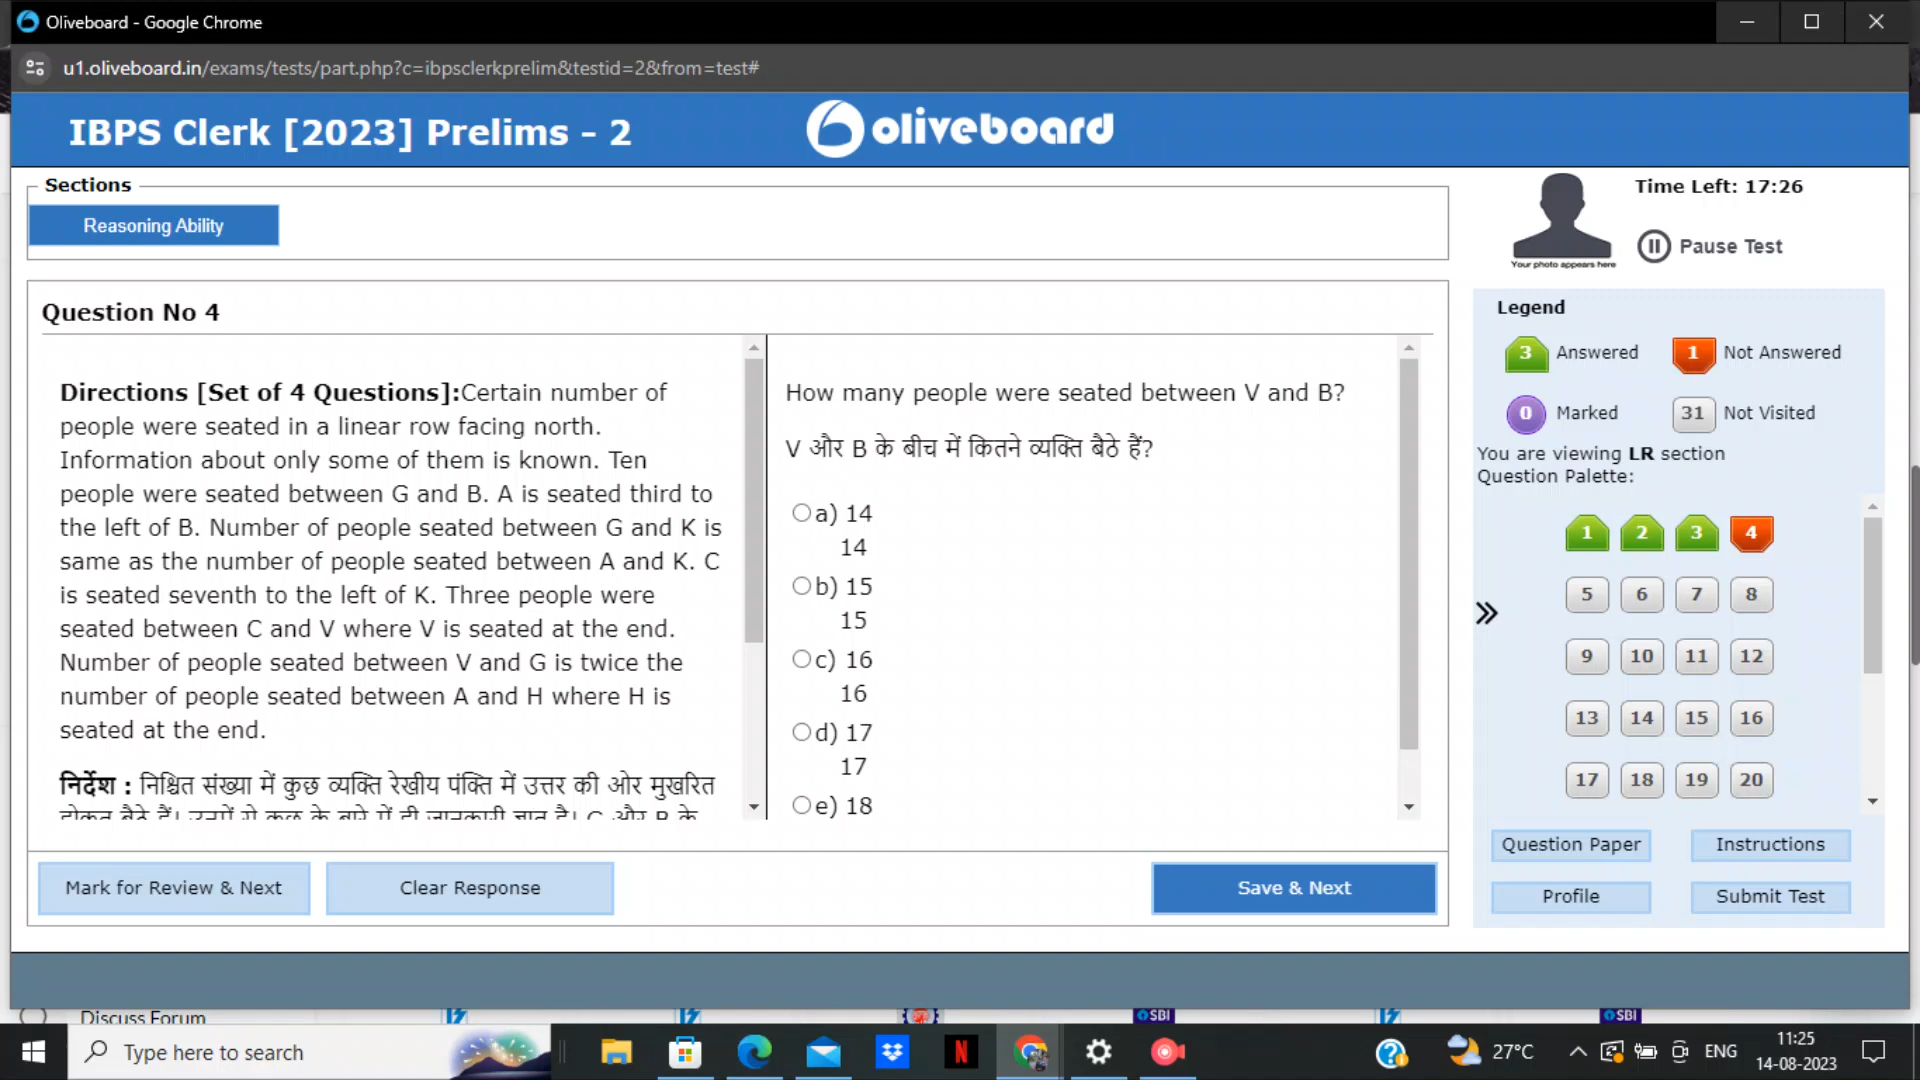 Oliveboard - Google Chrome
u1.oliveboard.in/exams/tests/part.php?c=ibpsclerkprelim&testid=2&from=test#
IBPS Clerk [2023] Prelims - 2
oliveboard
Sections
Reasoning Ability
Your photo appears here
Time Left: 17:26
Pause Test
Question No 4
Directions [Set of 4 Questions]:Certain number of
people were seated in a linear row facing north.
Information about only some of them is known. Ten
people were seated between G and B. A is seated third to
the left of B. Number of people seated between G and K is
same as the number of people seated between A and K. C
is seated seventh to the left of K. Three people were
seated between C and V where V is seated at the end.
Number of people seated between V and G is twice the
number of people seated between A and H where H is
seated at the end.
निर्देश : निश्चित संख्या में कुछ व्यक्ति रेखीय पंक्ति में उत्तर की ओर मुखरित
होकत बैठे हैं। उनमें से कुछ के बारे में ही जानकारी ज्ञात है। G और B के
How many people were seated between V and B?
V और B के बीच में कितने व्यक्ति बैठे हैं?
a) 14
14
b) 15
15
c) 16
16
d) 17
17
e) 18
Mark for Review & Next
Clear Response
Save & Next
Legend
3 Answered
1 Not Answered
0 Marked
31 Not Visited
You are viewing LR section
Question Palette:
1 2 3 4
5 6 7 8
9 10 11 12
13 14 15 16
17 18 19 20
Question Paper
Instructions
Profile
Submit Test
Discuss Forum
SBI
SBI
Type here to search
27°C
ENG
11:25
14-08-2023